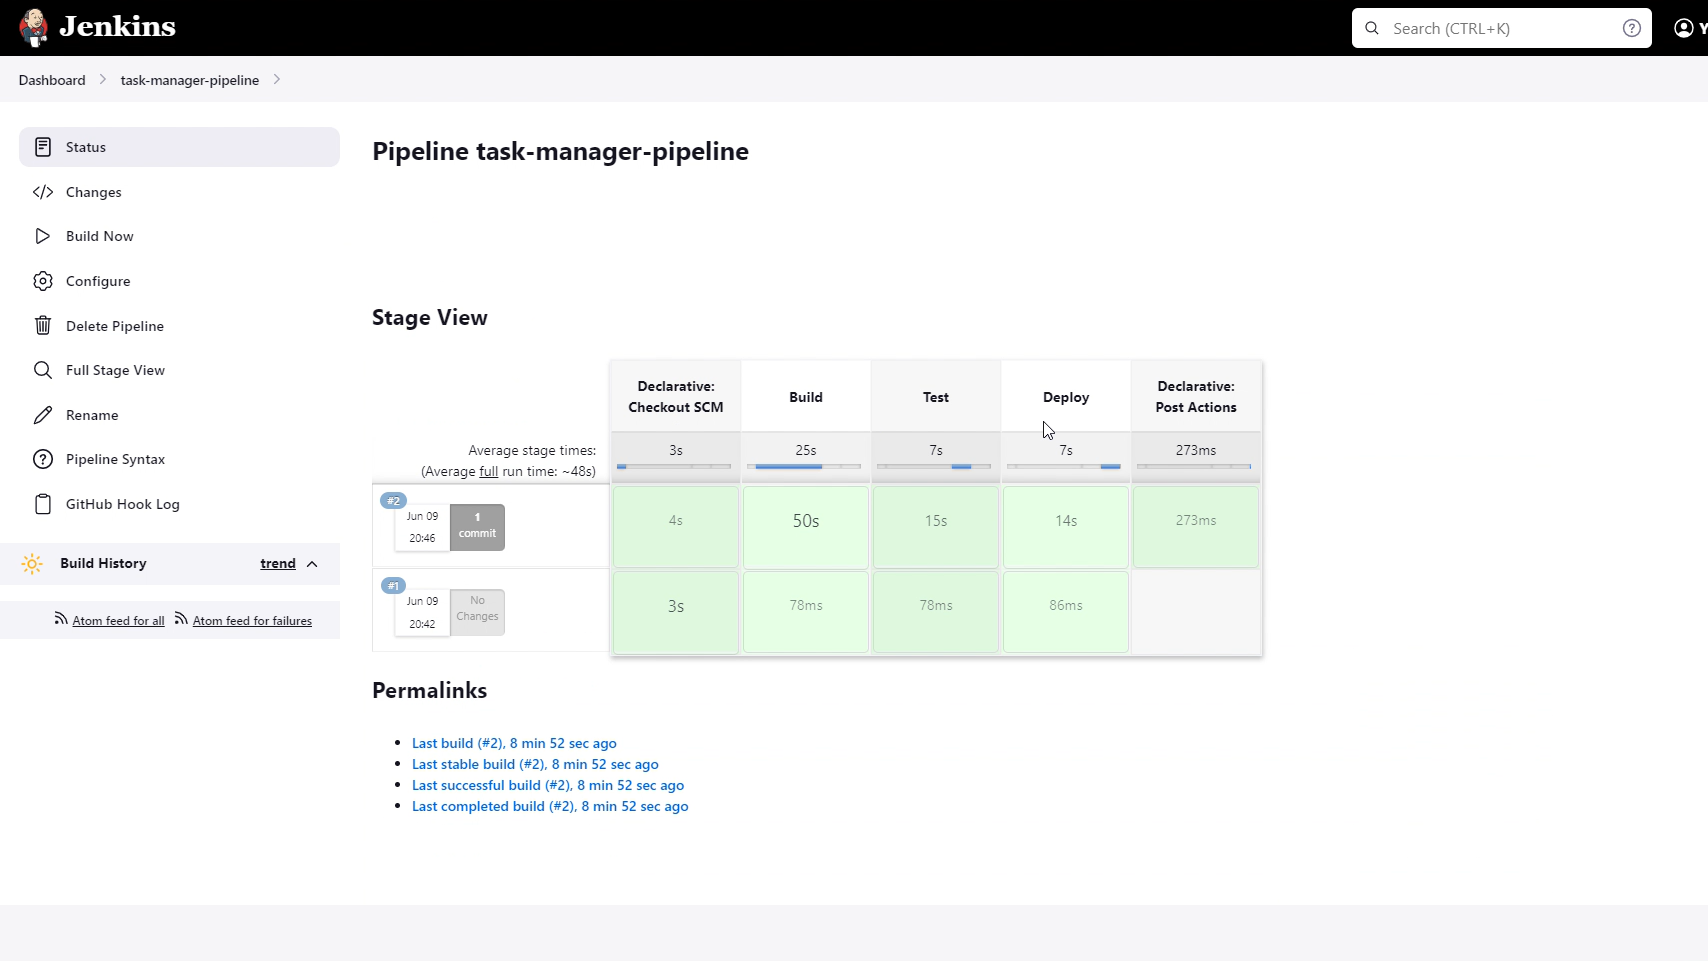 Jenkins
Search (CTRL+K)
Dashboard
task-manager-pipeline
Status
Changes
Build Now
Configure
Delete Pipeline
Full Stage View
Rename
Pipeline Syntax
GitHub Hook Log
Build History
trend
Atom feed for all
Atom feed for failures
Pipeline task-manager-pipeline
Stage View
Declarative:
Checkout SCM
Build
Test
Deploy
Declarative:
Post Actions
Average stage times:
(Average full run time: ~48s)
3s
25s
7s
7s
273ms
#2
Jun 09
20:46
1
commit
4s
50s
15s
14s
273ms
#1
Jun 09
20:42
No
Changes
3s
78ms
78ms
86ms
Permalinks
Last build (#2), 8 min 52 sec ago
Last stable build (#2), 8 min 52 sec ago
Last successful build (#2), 8 min 52 sec ago
Last completed build (#2), 8 min 52 sec ago